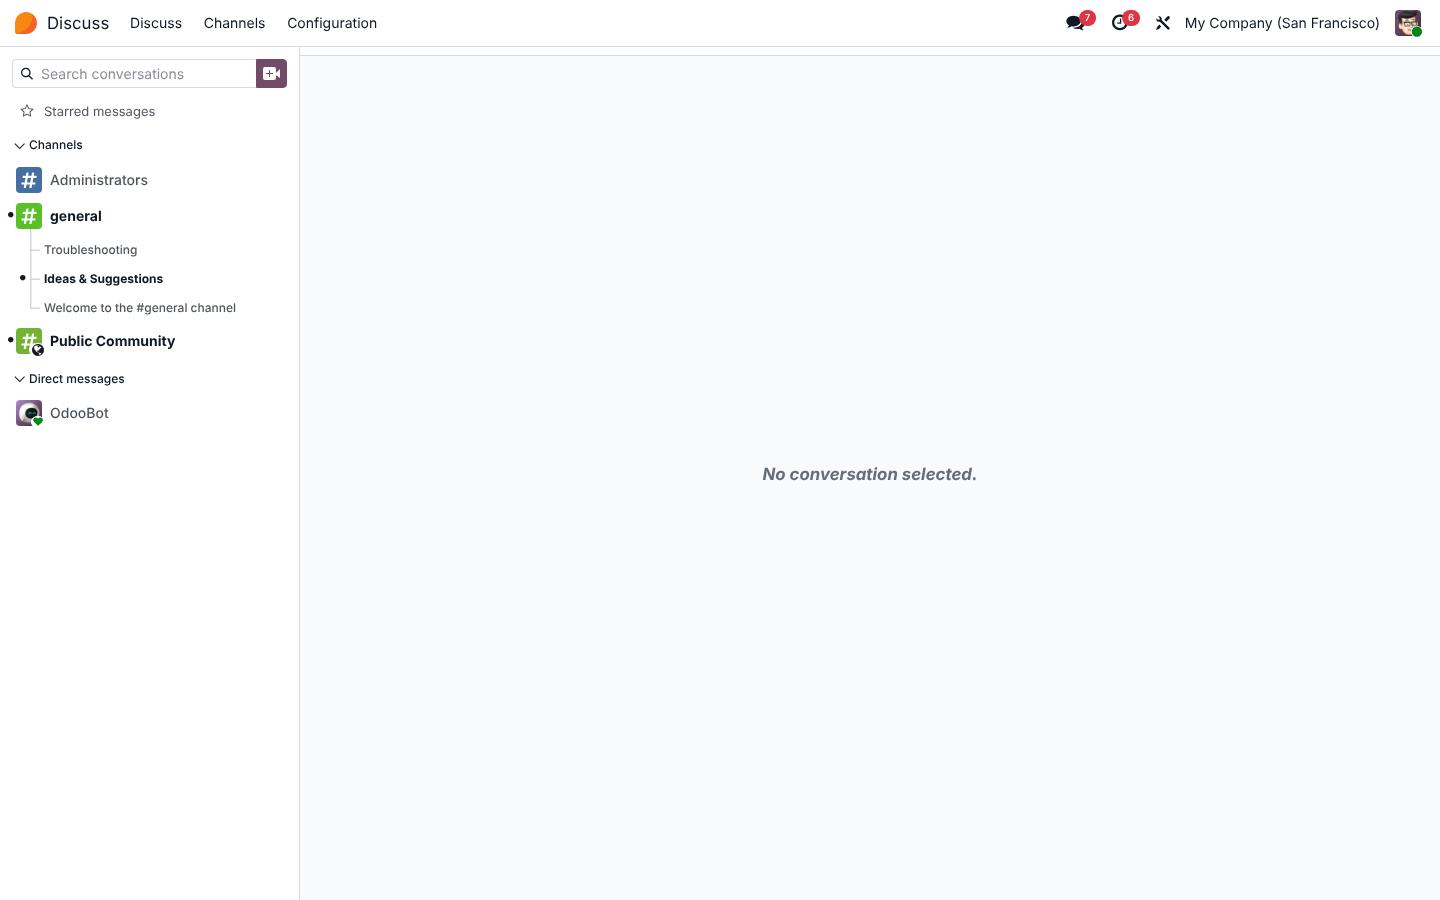 Discuss Discuss Channels Configuration 7 6 My Company (San Francisco)
Search conversations
Starred messages
Channels
Administrators
general
Troubleshooting
Ideas & Suggestions
Welcome to the #general channel
Public Community
Direct messages
OdooBot
No conversation selected.